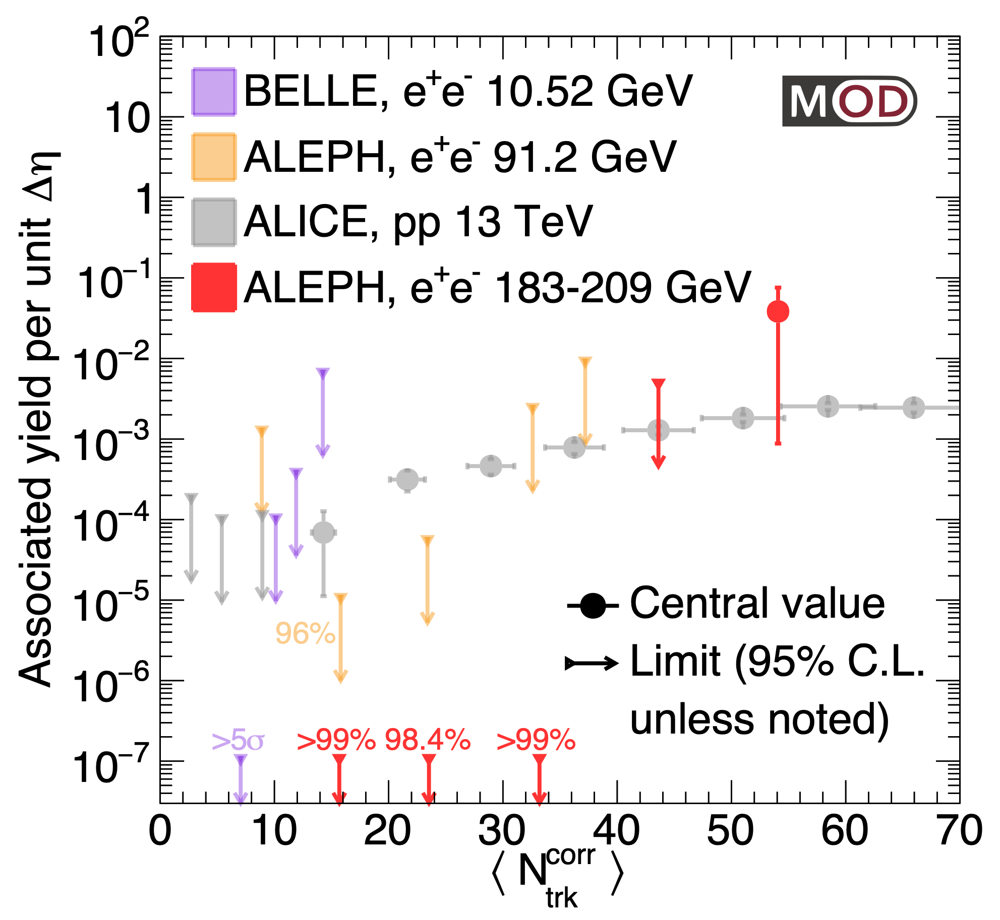 10²
10
1
10⁻¹
10⁻²
10⁻³
10⁻⁴
10⁻⁵
10⁻⁶
10⁻⁷
Associated yield per unit Δη
BELLE, e⁺e⁻ 10.52 GeV
ALEPH, e⁺e⁻ 91.2 GeV
ALICE, pp 13 TeV
ALEPH, e⁺e⁻ 183-209 GeV
MOD
96%
Central value
Limit (95% C.L.
unless noted)
>5σ >99% 98.4% >99%
0 10 20 30 40 50 60 70
⟨ N_trk^corr ⟩